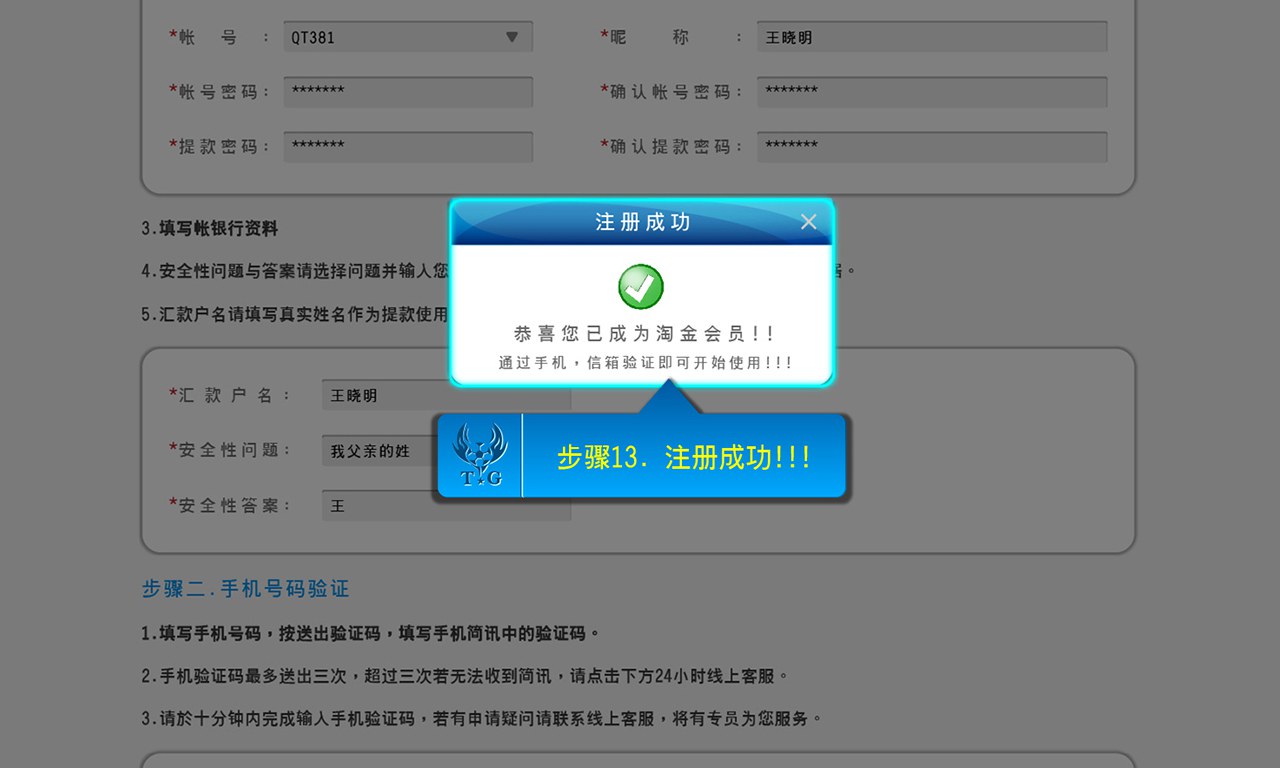 *帐 号 : QT381 *昵 称 : 王晓明
*帐号密码: ******* *确认帐号密码: *******
*提款密码: ******* *确认提款密码: *******
注册成功
3.填写帐银行资料
4.安全性问题与答案请选择问题并输入您
。
恭喜您已成为淘金会员!!
5.汇款户名请填写真实姓名作为提款使用
通过手机，信箱验证即可开始使用!!!
*汇款户名: 王晓明
*安全性问题: 我父亲的姓
步骤13. 注册成功!!!
T★G
*安全性答案: 王
步骤二.手机号码验证
1.填写手机号码，按送出验证码，填写手机简讯中的验证码。
2.手机验证码最多送出三次，超过三次若无法收到简讯，请点击下方24小时线上客服。
3.请於十分钟内完成输入手机验证码，若有申请疑问请联系线上客服，将有专员为您服务。